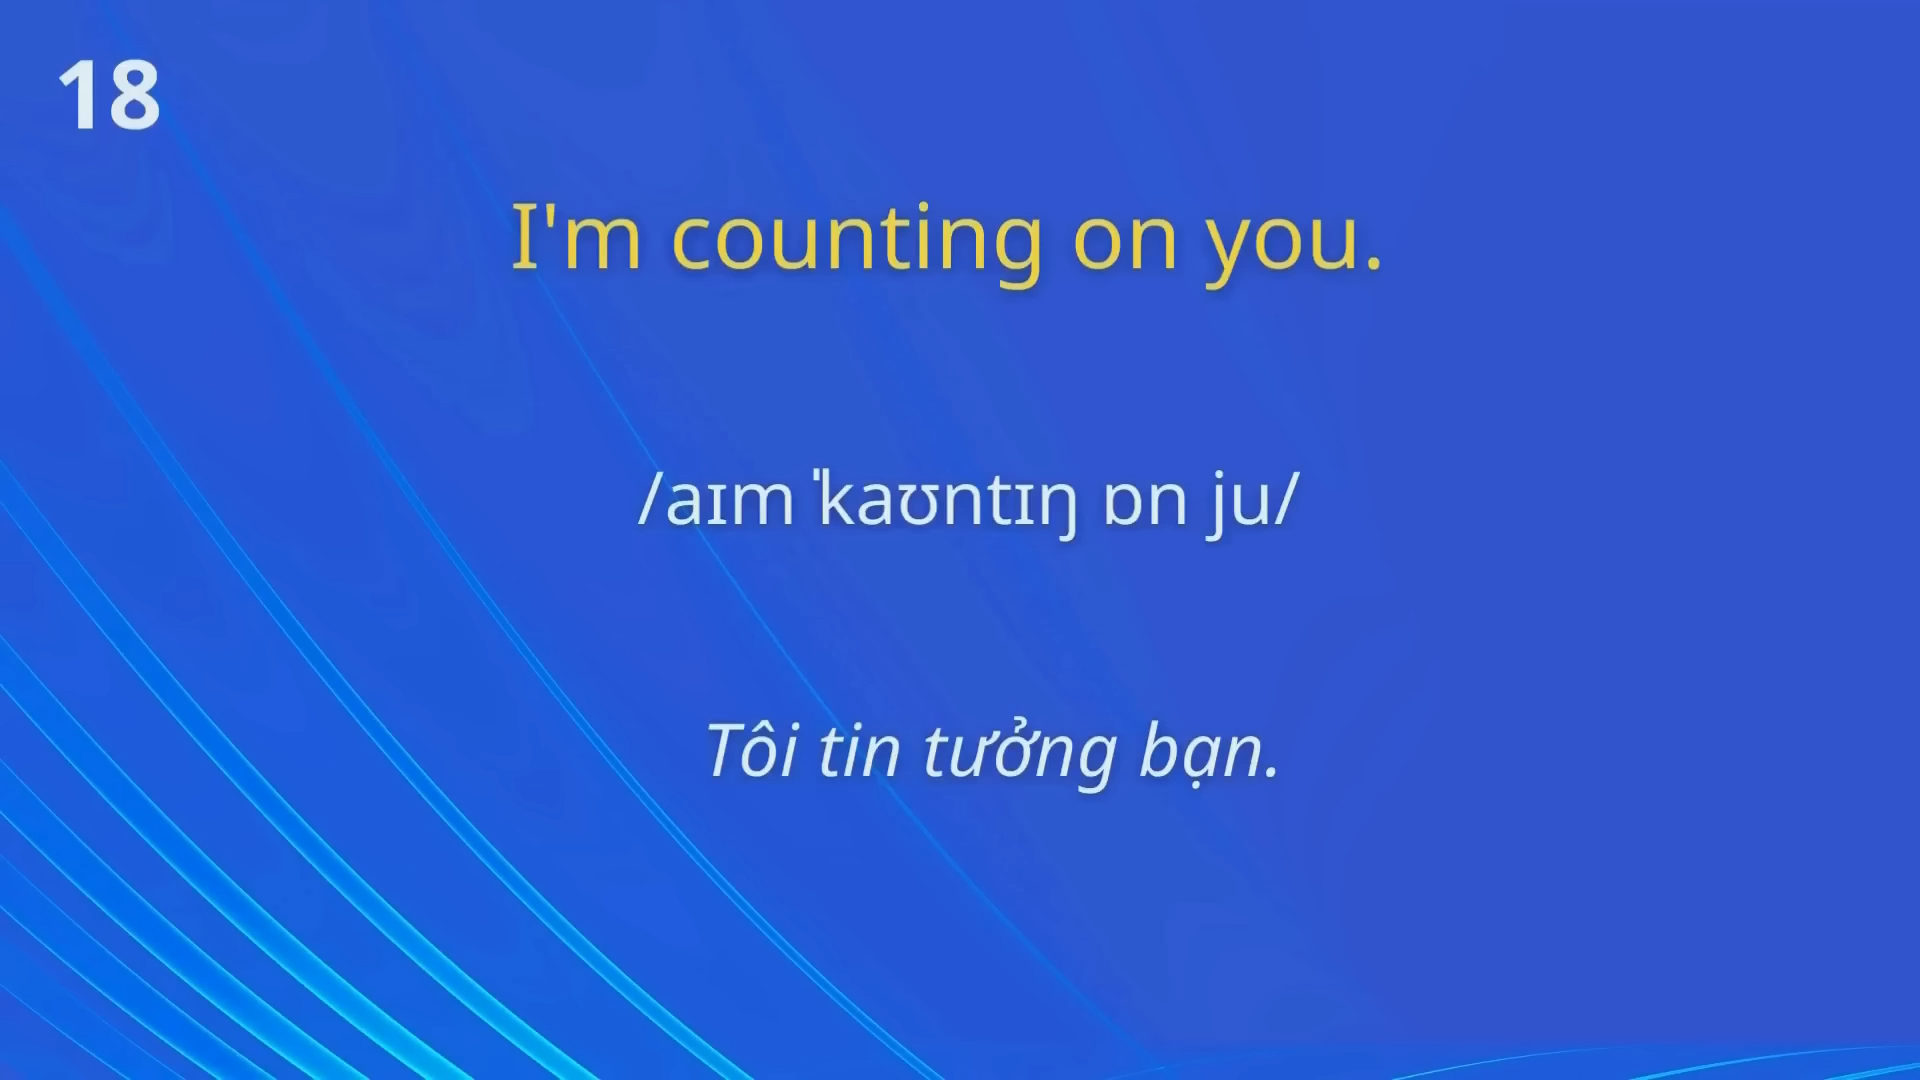 18
I'm counting on you.
/aɪm ˈkaʊntɪŋ ɒn ju/
Tôi tin tưởng bạn.